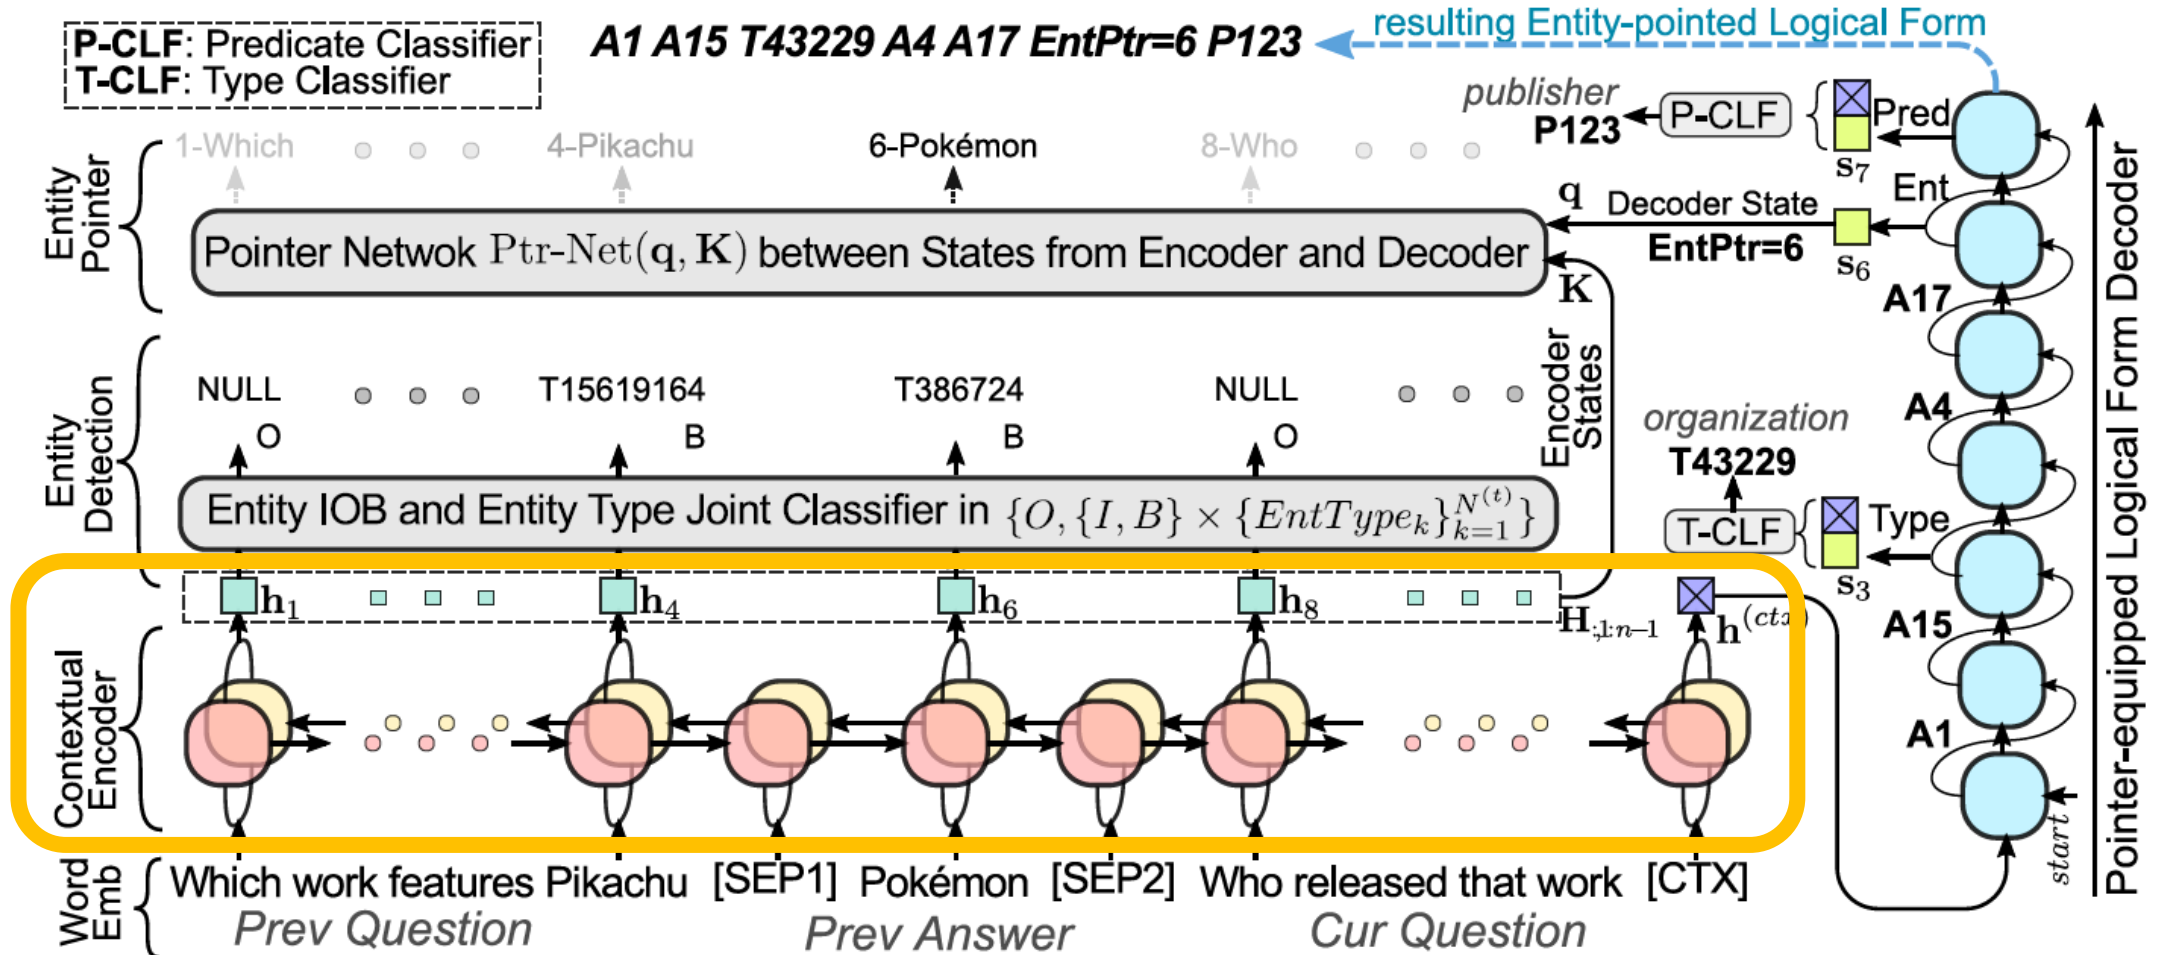 P-CLF: Predicate Classifier
T-CLF: Type Classifier
A1 A15 T43229 A4 A17 EntPtr=6 P123
resulting Entity-pointed Logical Form
Entity Pointer
1-Which
4-Pikachu
6-Pokémon
8-Who
Pointer Netwok Ptr-Net(q, K) between States from Encoder and Decoder
q
K
Decoder State
EntPtr=6
s6
Ent
publisher
P123
P-CLF
Pred
s7
Entity Detection
NULL
O
T15619164
B
T386724
B
NULL
O
Entity IOB and Entity Type Joint Classifier in {O, {I, B} × {EntType_k}_{k=1}^{N^{(t)}}}
Encoder States
organization
T43229
T-CLF
Type
s3
h1
h4
h6
h8
H:,1:n−1
h(ctx)
Contextual Encoder
Word Emb
Which work features Pikachu [SEP1] Pokémon [SEP2] Who released that work [CTX]
Prev Question
Prev Answer
Cur Question
A17
A4
A15
A1
start
Pointer-equipped Logical Form Decoder